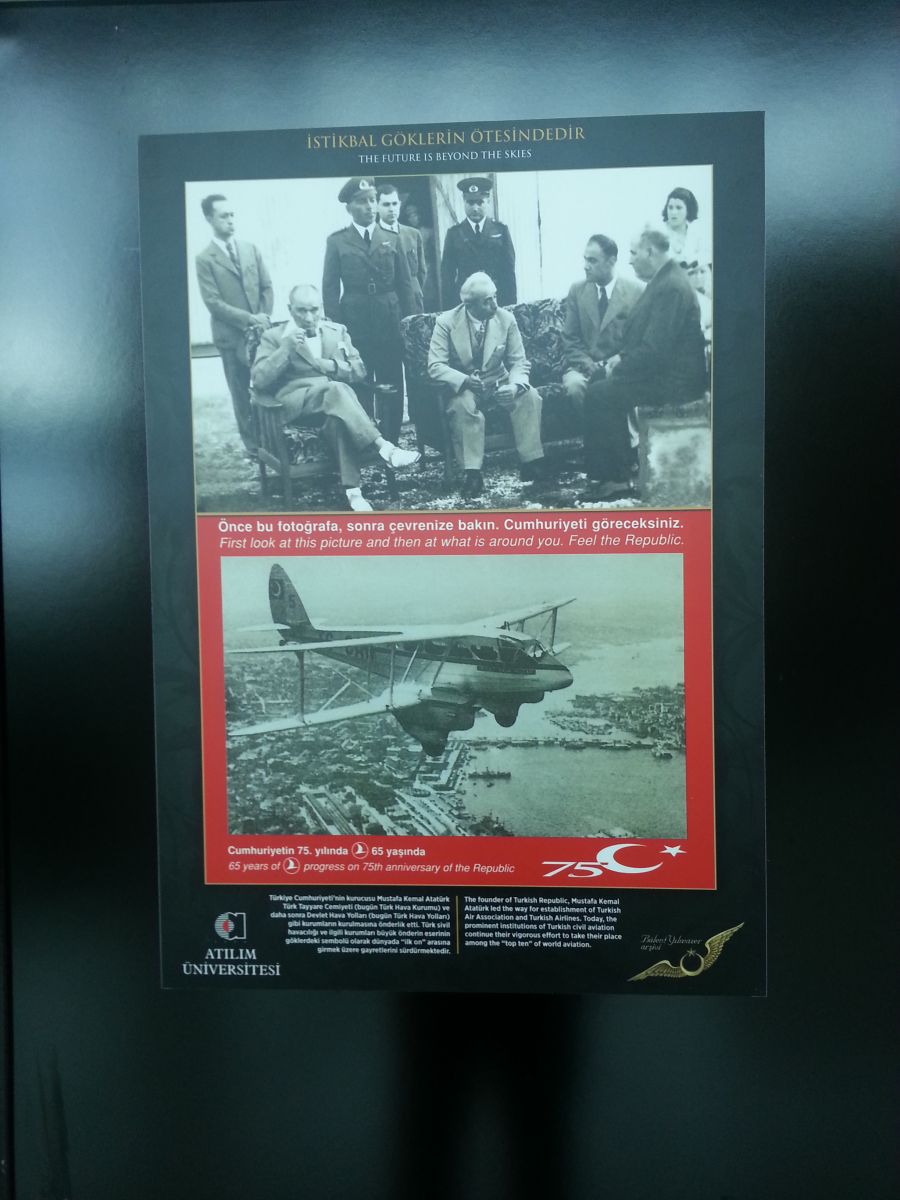 İSTİKBAL GÖKLERİN ÖTESİNDEDİR
THE FUTURE IS BEYOND THE SKIES
Önce bu fotoğrafa, sonra çevrenize bakın. Cumhuriyeti göreceksiniz.
First look at this picture and then at what is around you. Feel the Republic.
Cumhuriyetin 75. yılında 65 yaşında
65 years of progress on 75th anniversary of the Republic
75
Türkiye Cumhuriyeti'nin kurucusu Mustafa Kemal Atatürk
Türk Tayyare Cemiyeti (bugün Türk Hava Kurumu) ve
daha sonra Devlet Hava Yolları (bugün Türk Hava Yolları)
gibi kurumların kurulmasına önderlik etti. Türk sivil
havacılığı ve ilgili kurumları büyük önderin eserinin
göklerdeki sembolü olarak dünyada "ilk on" arasına
girmek üzere gayretlerini sürdürmektedir.
The founder of Turkish Republic, Mustafa Kemal
Atatürk led the way for establishment of Turkish
Air Association and Turkish Airlines. Today, the
prominent institutions of Turkish civil aviation
continue their vigorous effort to take their place
among the "top ten" of world aviation.
ATILIM
ÜNİVERSİTESİ
Bülent Yılmazer
arşivi